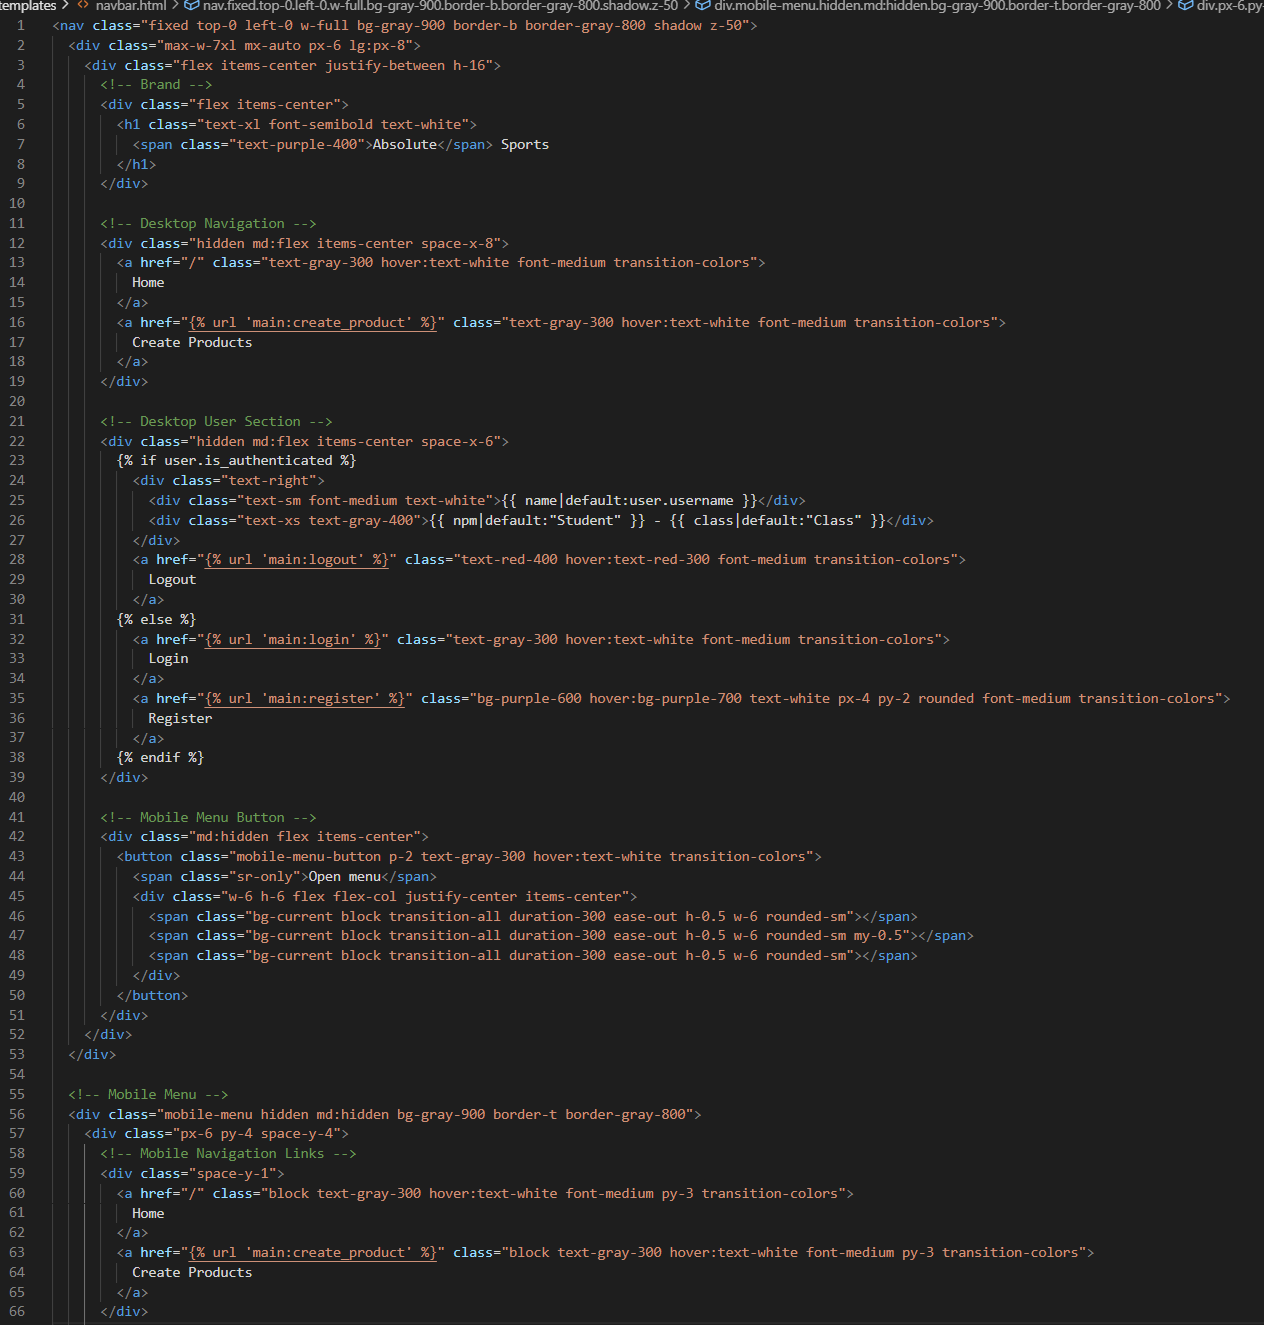 templates > navbar.html > nav.fixed.top-0.left-0.w-full.bg-gray-900.border-b.border-gray-800.shadow.z-50 > div.mobile-menu.hidden.md:hidden.bg-gray-900.border-t.border-gray-800 > div.px-6.py-
1 <nav class="fixed top-0 left-0 w-full bg-gray-900 border-b border-gray-800 shadow z-50">
2 <div class="max-w-7xl mx-auto px-6 lg:px-8">
3 <div class="flex items-center justify-between h-16">
4 <!-- Brand -->
5 <div class="flex items-center">
6 <h1 class="text-xl font-semibold text-white">
7 <span class="text-purple-400">Absolute</span> Sports
8 </h1>
9 </div>
10
11 <!-- Desktop Navigation -->
12 <div class="hidden md:flex items-center space-x-8">
13 <a href="/" class="text-gray-300 hover:text-white font-medium transition-colors">
14 Home
15 </a>
16 <a href="{% url 'main:create_product' %}" class="text-gray-300 hover:text-white font-medium transition-colors">
17 Create Products
18 </a>
19 </div>
20
21 <!-- Desktop User Section -->
22 <div class="hidden md:flex items-center space-x-6">
23 {% if user.is_authenticated %}
24 <div class="text-right">
25 <div class="text-sm font-medium text-white">{{ name|default:user.username }}</div>
26 <div class="text-xs text-gray-400">{{ npm|default:"Student" }} - {{ class|default:"Class" }}</div>
27 </div>
28 <a href="{% url 'main:logout' %}" class="text-red-400 hover:text-red-300 font-medium transition-colors">
29 Logout
30 </a>
31 {% else %}
32 <a href="{% url 'main:login' %}" class="text-gray-300 hover:text-white font-medium transition-colors">
33 Login
34 </a>
35 <a href="{% url 'main:register' %}" class="bg-purple-600 hover:bg-purple-700 text-white px-4 py-2 rounded font-medium transition-colors">
36 Register
37 </a>
38 {% endif %}
39 </div>
40
41 <!-- Mobile Menu Button -->
42 <div class="md:hidden flex items-center">
43 <button class="mobile-menu-button p-2 text-gray-300 hover:text-white transition-colors">
44 <span class="sr-only">Open menu</span>
45 <div class="w-6 h-6 flex flex-col justify-center items-center">
46 <span class="bg-current block transition-all duration-300 ease-out h-0.5 w-6 rounded-sm"></span>
47 <span class="bg-current block transition-all duration-300 ease-out h-0.5 w-6 rounded-sm my-0.5"></span>
48 <span class="bg-current block transition-all duration-300 ease-out h-0.5 w-6 rounded-sm"></span>
49 </div>
50 </button>
51 </div>
52 </div>
53 </div>
54
55 <!-- Mobile Menu -->
56 <div class="mobile-menu hidden md:hidden bg-gray-900 border-t border-gray-800">
57 <div class="px-6 py-4 space-y-4">
58 <!-- Mobile Navigation Links -->
59 <div class="space-y-1">
60 <a href="/" class="block text-gray-300 hover:text-white font-medium py-3 transition-colors">
61 Home
62 </a>
63 <a href="{% url 'main:create_product' %}" class="block text-gray-300 hover:text-white font-medium py-3 transition-colors">
64 Create Products
65 </a>
66 </div>